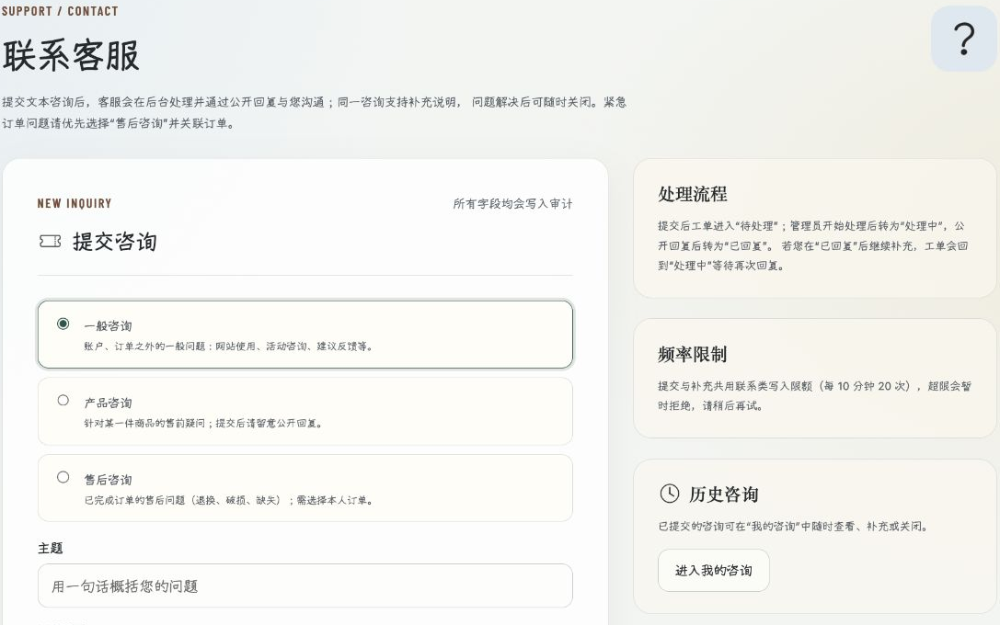 SUPPORT / CONTACT
联系客服
?
提交文本咨询后，客服会在后台处理并通过公开回复与您沟通；同一咨询支持补充说明， 问题解决后可随时关闭。紧急
订单问题请优先选择“售后咨询”并关联订单。
NEW INQUIRY
所有字段均会写入审计
提交咨询
一般咨询
账户、订单之外的一般问题：网站使用、活动咨询、建议反馈等。
产品咨询
针对某一件商品的售前疑问；提交后请留意公开回复。
售后咨询
已完成订单的售后问题（退换、破损、缺失）；需选择本人订单。
主题
用一句话概括您的问题
处理流程
提交后工单进入“待处理”；管理员开始处理后转为“处理中”，公
开回复后转为“已回复”。 若您在“已回复”后继续补充，工单会回
到“处理中”等待再次回复。
频率限制
提交与补充共用联系类写入限额（每 10 分钟 20 次），超限会暂
时拒绝，请稍后再试。
历史咨询
已提交的咨询可在“我的咨询”中随时查看、补充或关闭。
进入我的咨询